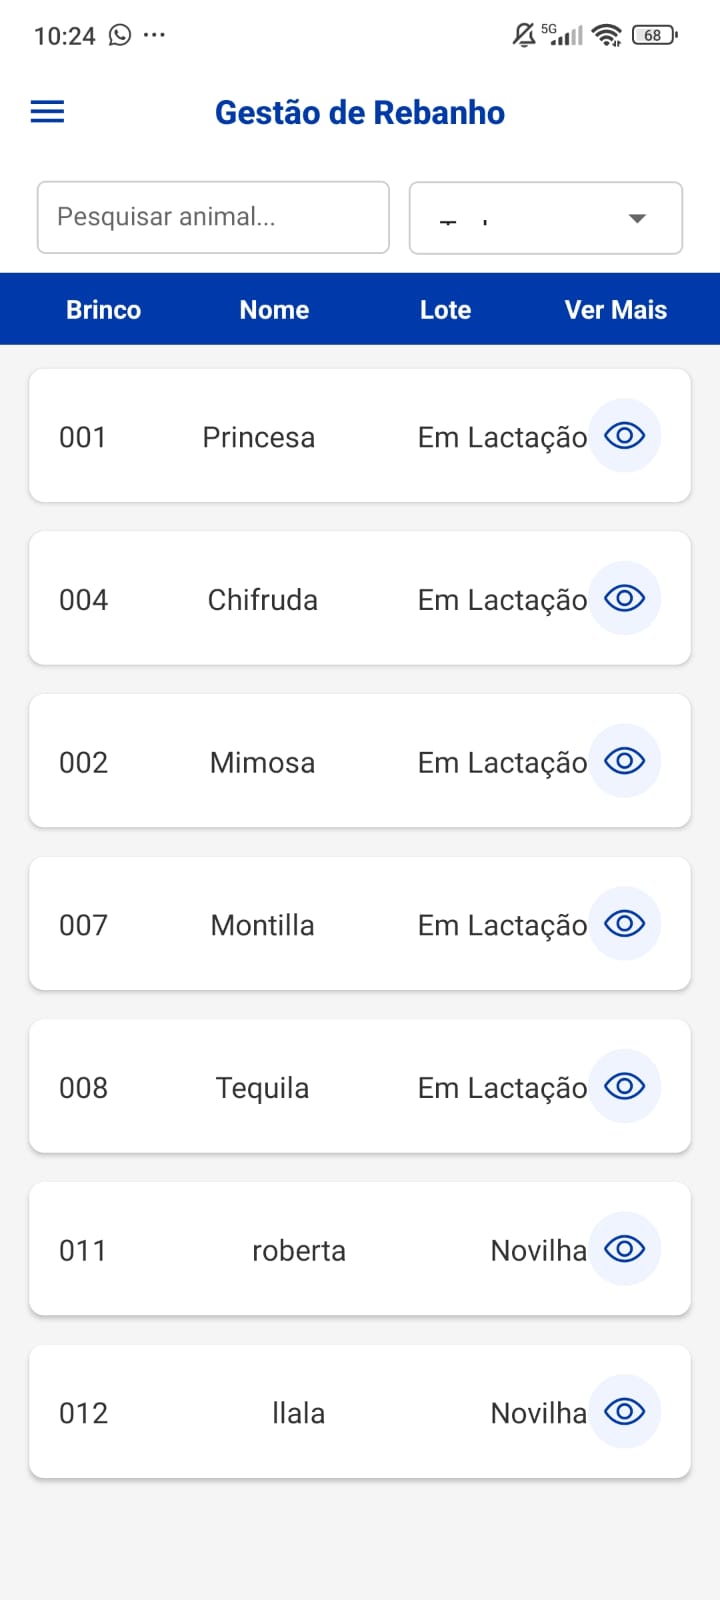 10:24 ... 5G 68
Gestão de Rebanho
Pesquisar animal...
Brinco Nome Lote Ver Mais
001 Princesa Em Lactação
004 Chifruda Em Lactação
002 Mimosa Em Lactação
007 Montilla Em Lactação
008 Tequila Em Lactação
011 roberta Novilha
012 llala Novilha